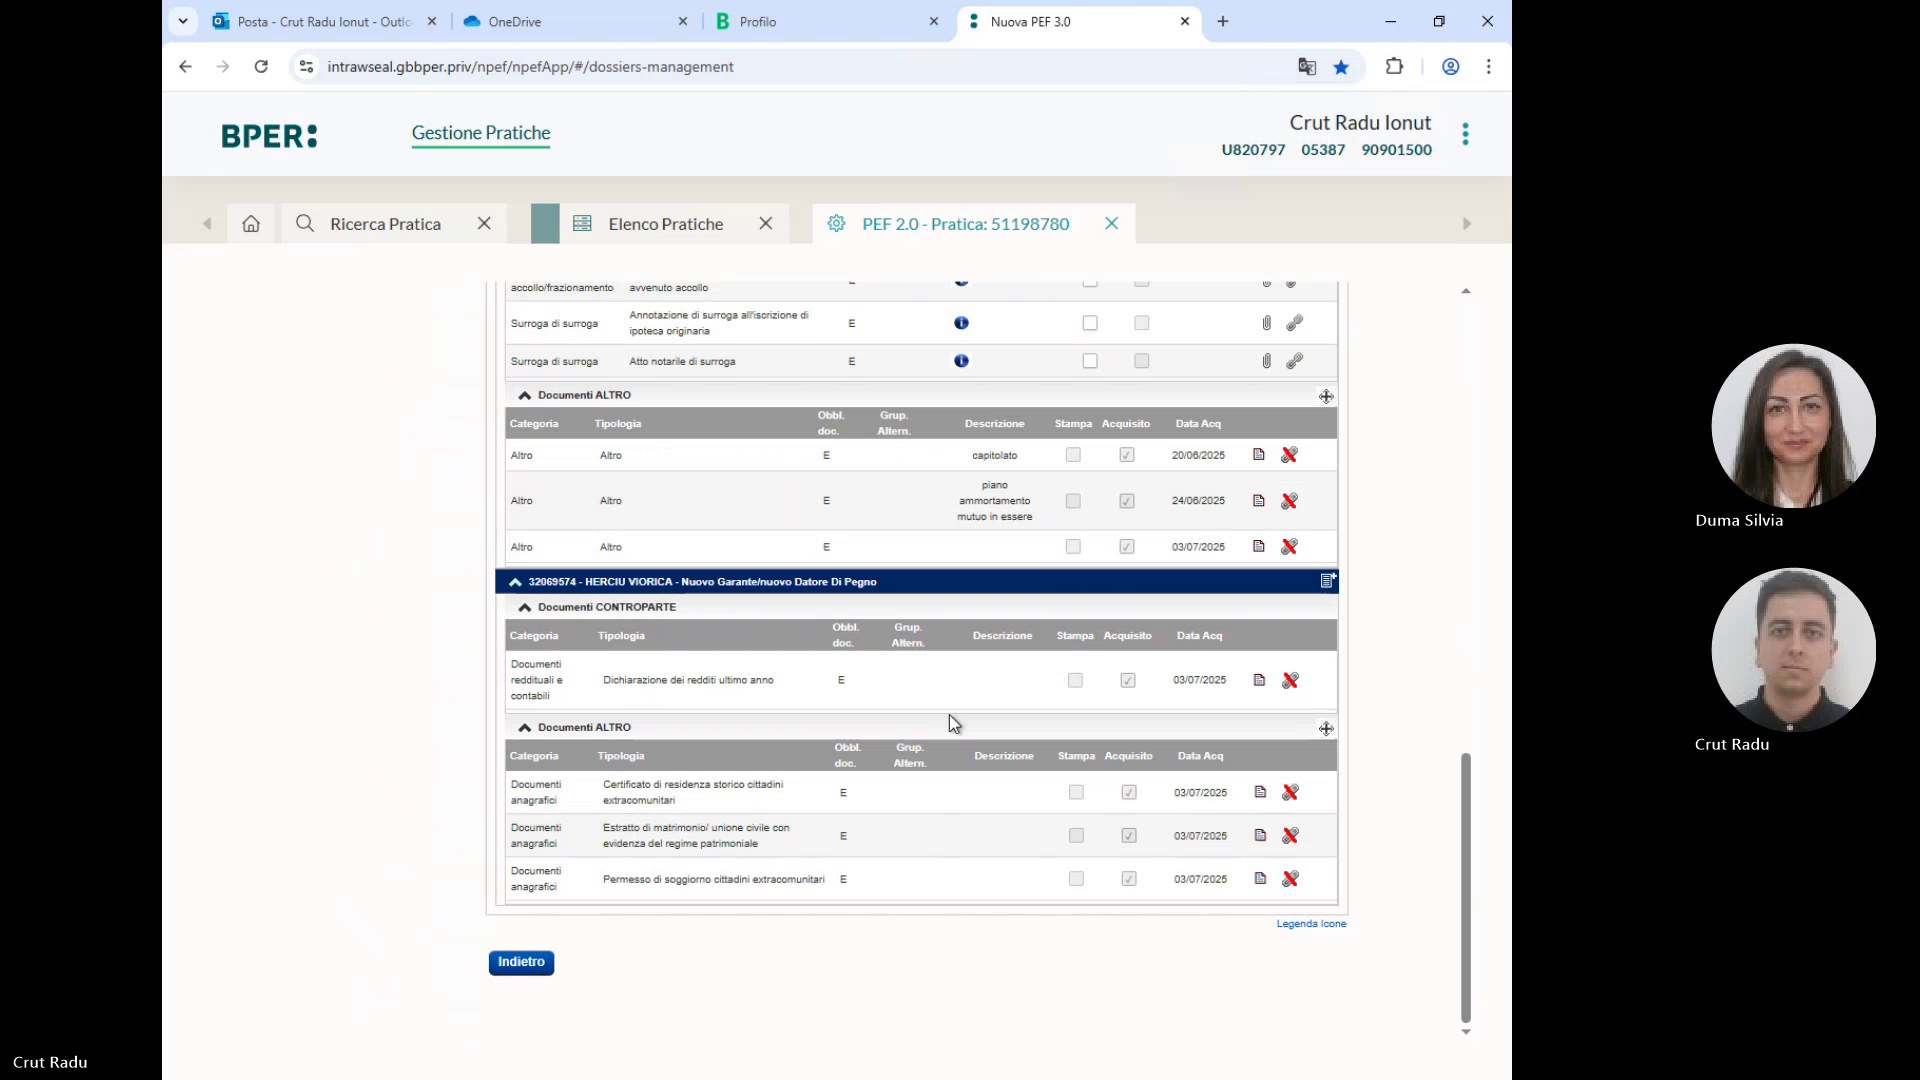 Posta - Crut Radu Ionut - Outlo
OneDrive
Profilo
Nuova PEF 3.0
intrawseal.gbbper.priv/npef/npefApp/#/dossiers-management
BPER:
Gestione Pratiche
Crut Radu Ionut
U820797 05387 90901500
Ricerca Pratica
Elenco Pratiche
PEF 2.0 - Pratica: 51198780
accollo/frazionamento avvenuto accollo
Surroga di surroga Annotazione di surroga all'iscrizione di ipoteca originaria E
Surroga di surroga Atto notarile di surroga E
Documenti ALTRO
Categoria Tipologia Obbl. doc. Grup. Altern. Descrizione Stampa Acquisito Data Acq
Altro Altro E capitolato 20/06/2025
Altro Altro E piano ammortamento mutuo in essere 24/06/2025
Altro Altro E 03/07/2025
32069574 - HERCIU VIORICA - Nuovo Garante/nuovo Datore Di Pegno
Documenti CONTROPARTE
Categoria Tipologia Obbl. doc. Grup. Altern. Descrizione Stampa Acquisito Data Acq
Documenti reddituali e contabili Dichiarazione dei redditi ultimo anno E 03/07/2025
Documenti ALTRO
Categoria Tipologia Obbl. doc. Grup. Altern. Descrizione Stampa Acquisito Data Acq
Documenti anagrafici Certificato di residenza storico cittadini extracomunitari E 03/07/2025
Documenti anagrafici Estratto di matrimonio/ unione civile con evidenza del regime patrimoniale E 03/07/2025
Documenti anagrafici Permesso di soggiorno cittadini extracomunitari E 03/07/2025
Legenda Icone
Indietro
Duma Silvia
Crut Radu
Crut Radu